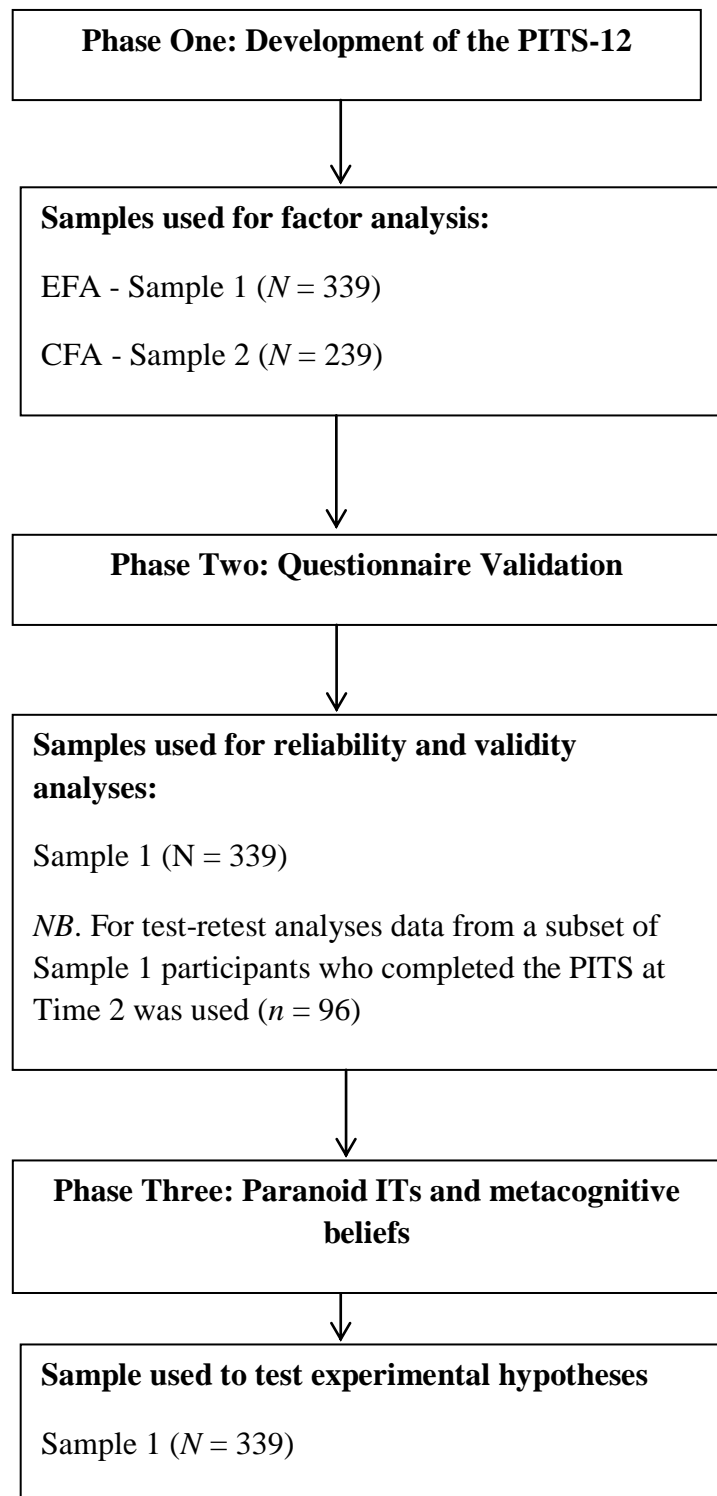 Phase One: Development of the PITS-12
Samples used for factor analysis:
EFA - Sample 1 (N = 339)
CFA - Sample 2 (N = 239)
Phase Two: Questionnaire Validation
Samples used for reliability and validity
analyses:
Sample 1 (N = 339)
NB. For test-retest analyses data from a subset of
Sample 1 participants who completed the PITS at
Time 2 was used (n = 96)
Phase Three: Paranoid ITs and metacognitive
beliefs
Sample used to test experimental hypotheses
Sample 1 (N = 339)